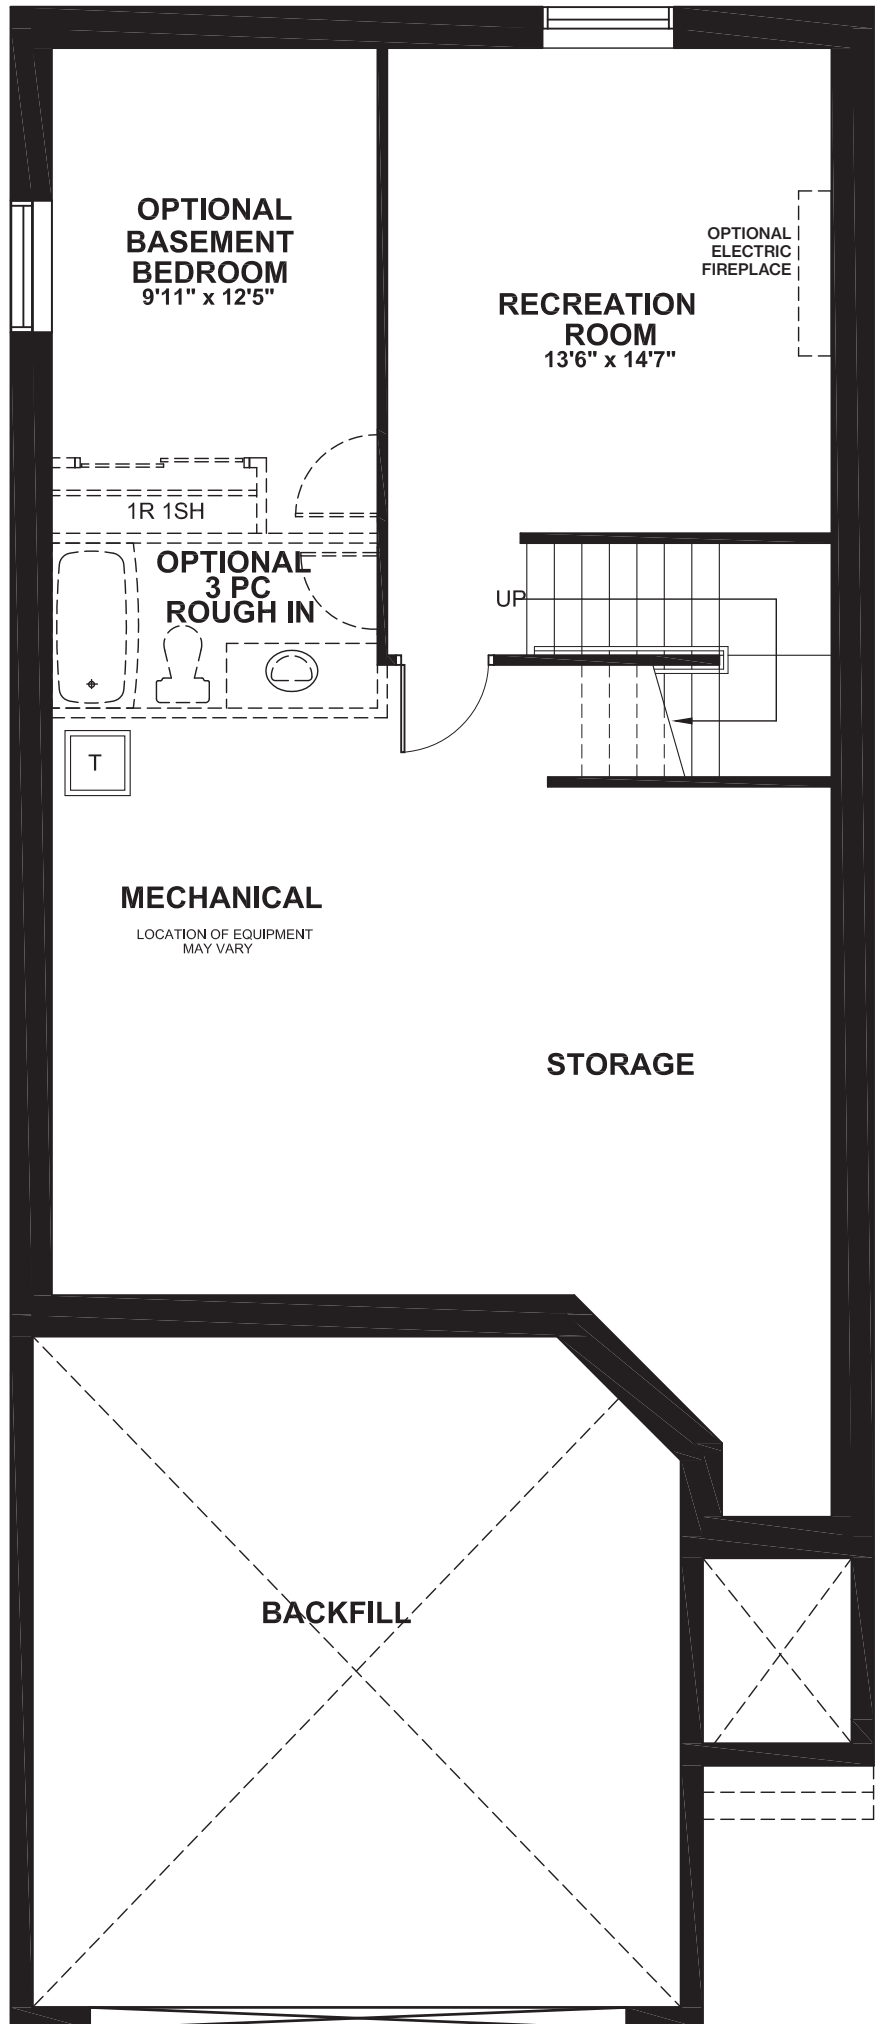 OPTIONAL
BASEMENT
BEDROOM
9'11" x 12'5"
OPTIONAL
ELECTRIC
FIREPLACE
RECREATION
ROOM
13'6" x 14'7"
1R 1SH
OPTIONAL
3 PC
ROUGH IN
UP
T
MECHANICAL
LOCATION OF EQUIPMENT
MAY VARY
STORAGE
BACKFILL